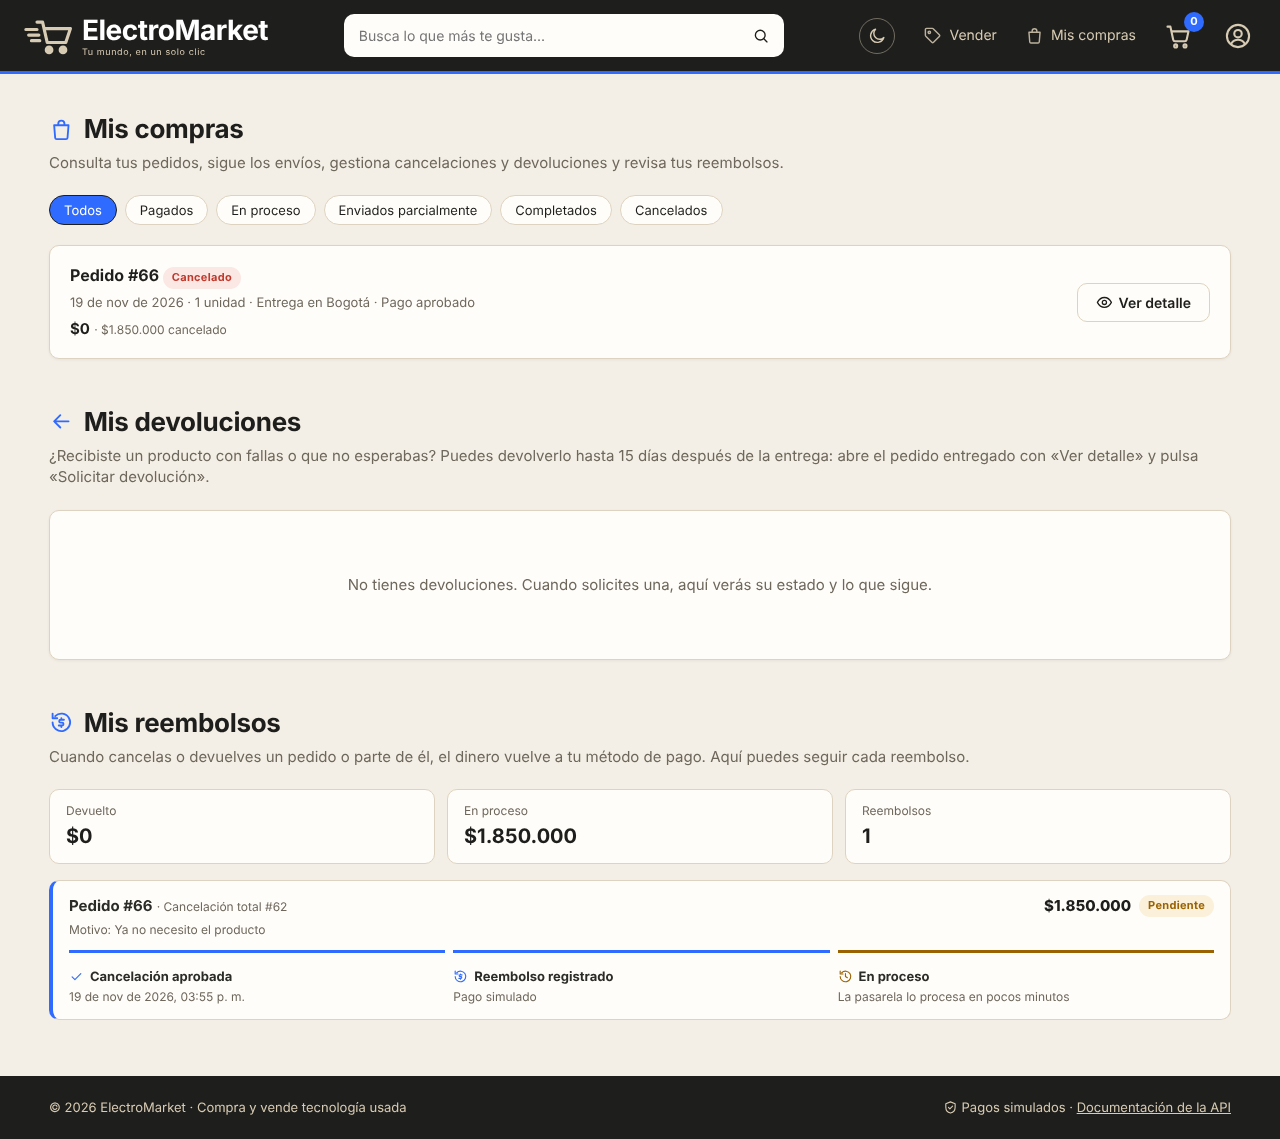 ElectroMarket
Tu mundo, en un solo clic
Busca lo que más te gusta...
Vender
Mis compras
0
Mis compras
Consulta tus pedidos, sigue los envíos, gestiona cancelaciones y devoluciones y revisa tus reembolsos.
Todos
Pagados
En proceso
Enviados parcialmente
Completados
Cancelados
Pedido #66 Cancelado
19 de nov de 2026 · 1 unidad · Entrega en Bogotá · Pago aprobado
$0 · $1.850.000 cancelado
Ver detalle
Mis devoluciones
¿Recibiste un producto con fallas o que no esperabas? Puedes devolverlo hasta 15 días después de la entrega: abre el pedido entregado con «Ver detalle» y pulsa
«Solicitar devolución».
No tienes devoluciones. Cuando solicites una, aquí verás su estado y lo que sigue.
Mis reembolsos
Cuando cancelas o devuelves un pedido o parte de él, el dinero vuelve a tu método de pago. Aquí puedes seguir cada reembolso.
Devuelto
$0
En proceso
$1.850.000
Reembolsos
1
Pedido #66 · Cancelación total #62
$1.850.000 Pendiente
Motivo: Ya no necesito el producto
Cancelación aprobada
19 de nov de 2026, 03:55 p. m.
Reembolso registrado
Pago simulado
En proceso
La pasarela lo procesa en pocos minutos
© 2026 ElectroMarket · Compra y vende tecnología usada
Pagos simulados · Documentación de la API